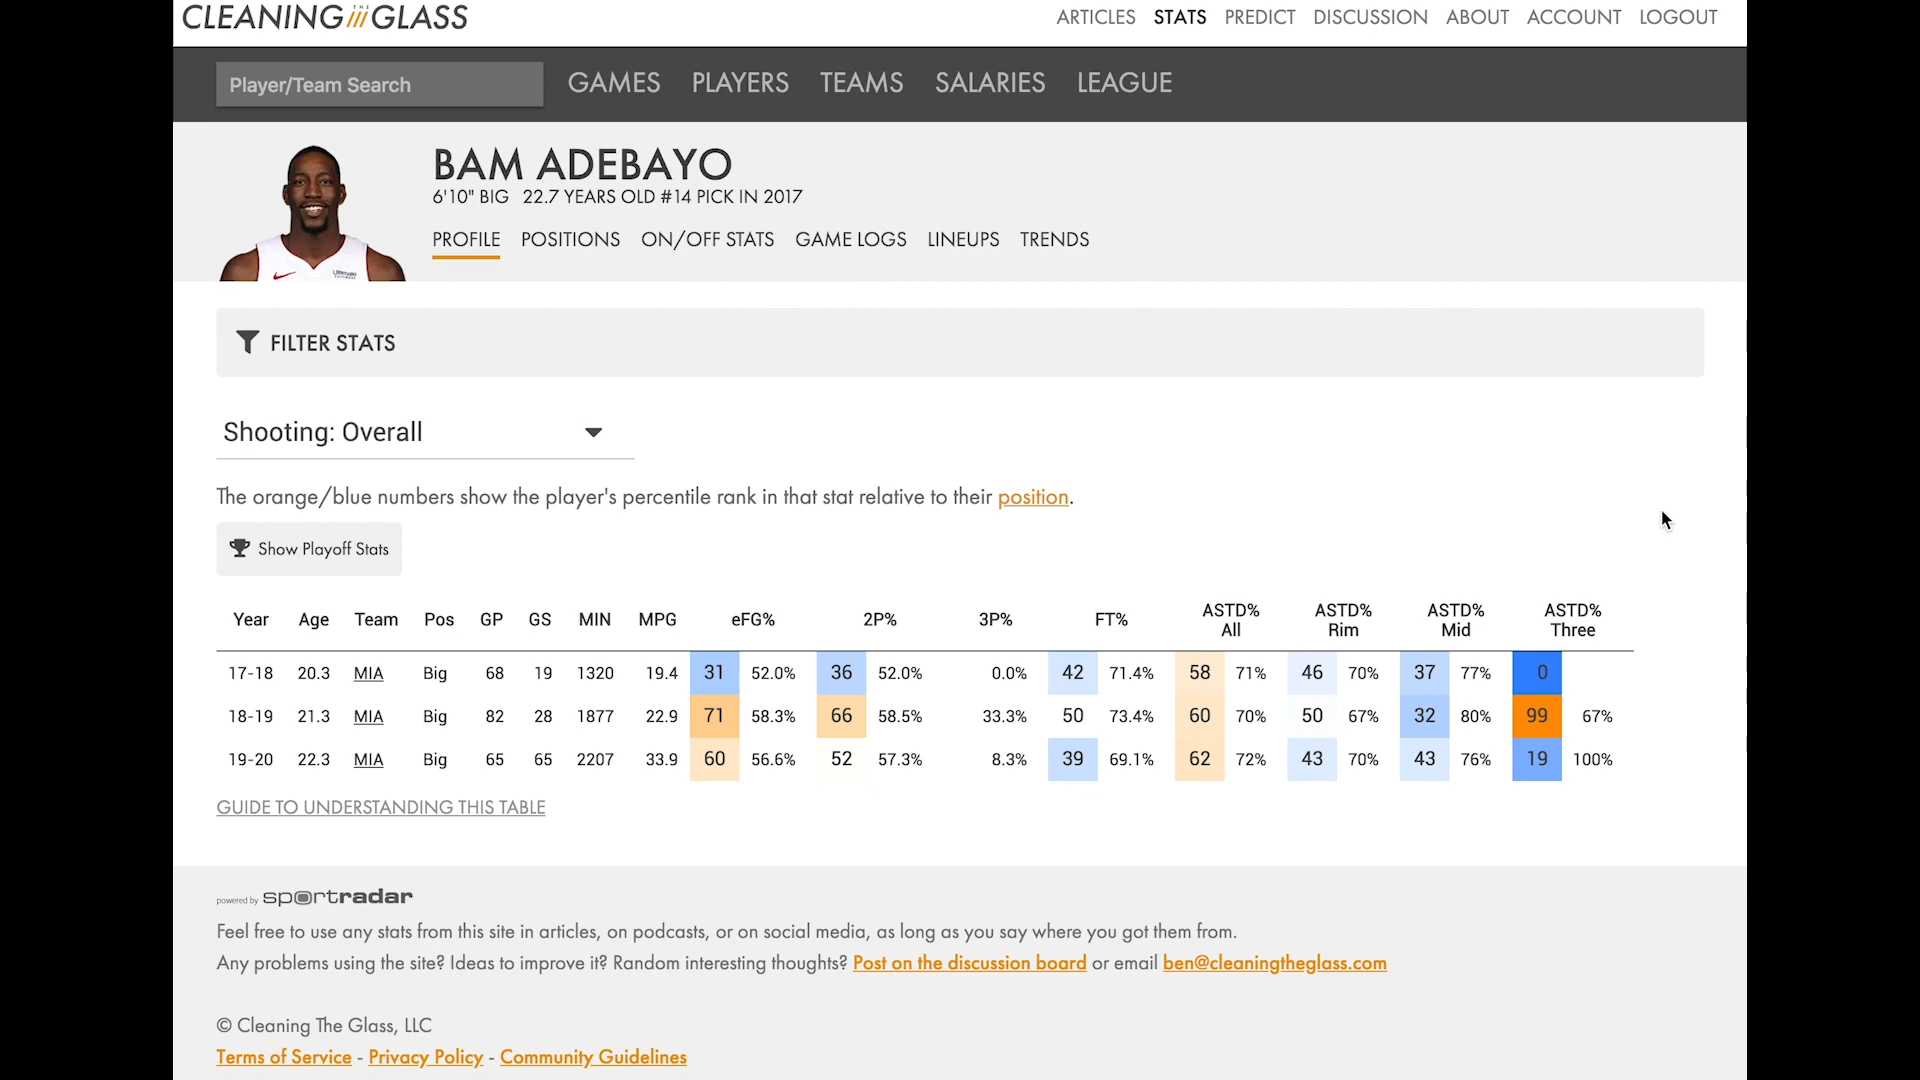 CLEANING THE GLASS
ARTICLES STATS PREDICT DISCUSSION ABOUT ACCOUNT LOGOUT
Player/Team Search GAMES PLAYERS TEAMS SALARIES LEAGUE
BAM ADEBAYO
6'10" BIG 22.7 YEARS OLD #14 PICK IN 2017
PROFILE POSITIONS ON/OFF STATS GAME LOGS LINEUPS TRENDS
FILTER STATS
Shooting: Overall
The orange/blue numbers show the player's percentile rank in that stat relative to their position.
Show Playoff Stats
Year Age Team Pos GP GS MIN MPG eFG% 2P% 3P% FT% ASTD% All ASTD% Rim ASTD% Mid ASTD% Three
17-18 20.3 MIA Big 68 19 1320 19.4 31 52.0% 36 52.0% 0.0% 42 71.4% 58 71% 46 70% 37 77% 0
18-19 21.3 MIA Big 82 28 1877 22.9 71 58.3% 66 58.5% 33.3% 50 73.4% 60 70% 50 67% 32 80% 99 67%
19-20 22.3 MIA Big 65 65 2207 33.9 60 56.6% 52 57.3% 8.3% 39 69.1% 62 72% 43 70% 43 76% 19 100%
GUIDE TO UNDERSTANDING THIS TABLE
powered by sportradar
Feel free to use any stats from this site in articles, on podcasts, or on social media, as long as you say where you got them from.
Any problems using the site? Ideas to improve it? Random interesting thoughts? Post on the discussion board or email ben@cleaningtheglass.com
© Cleaning The Glass, LLC
Terms of Service - Privacy Policy - Community Guidelines